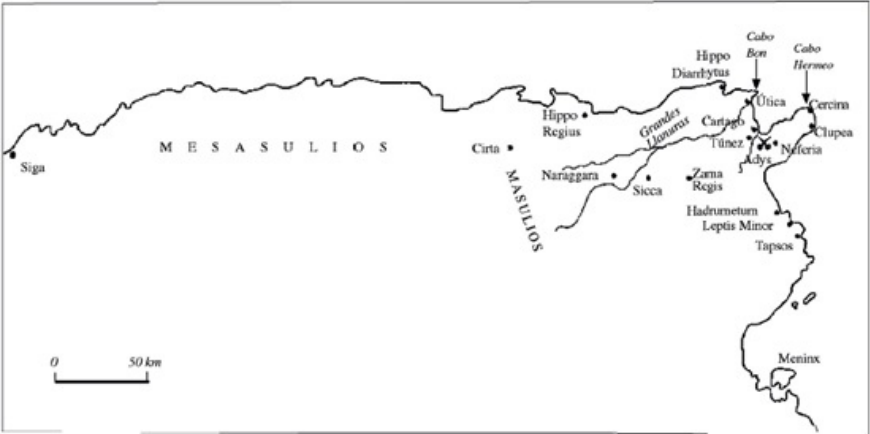 Cabo
Bon
Cabo
Hermeo
Hippo
Diarrhytus
Útica
Cercina
Hippo
Regius
Grandes
Llanuras
Cartago
Clupea
Túnez
Neferia
Adys
MESASULIOS
Cirta
Siga
Naraggara
Sicca
Zama
Regis
MASULIOS
Hadrumetum
Leptis Minor
Tapsos
0 50 km
Meninx